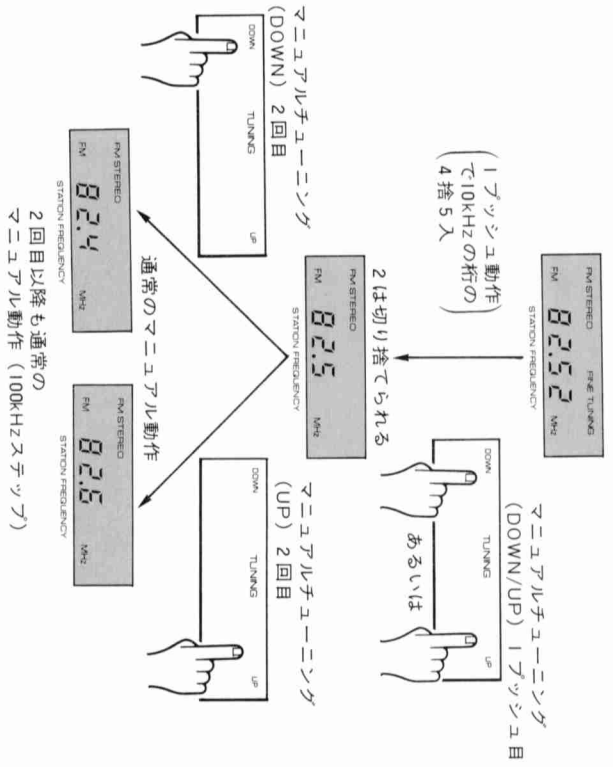 マニュアルチューニング
(DOWN/UP) 1プッシュ目
DOWN TUNING UP
あるいは
FM STEREO FINE TUNING
FM 82.52 MHz
STATION FREQUENCY
1プッシュ動作
で10kHzの桁の
4捨5入
2は切り捨てられる
FM STEREO
FM 82.5 MHz
STATION FREQUENCY
マニュアルチューニング
(DOWN) 2回目
DOWN TUNING UP
マニュアルチューニング
(UP) 2回目
DOWN TUNING UP
通常のマニュアル動作
FM STEREO
FM 82.4 MHz
STATION FREQUENCY
FM STEREO
FM 82.6 MHz
STATION FREQUENCY
2回目以降も通常の
マニュアル動作(100kHzステップ)